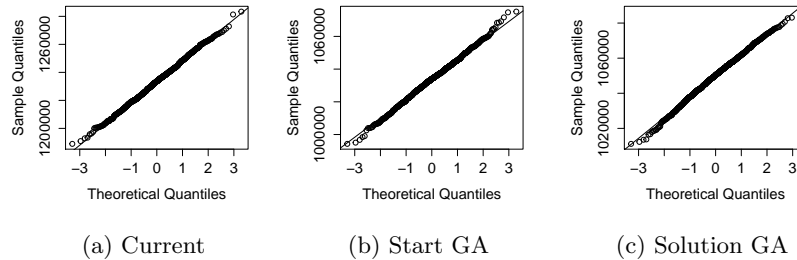 Sample Quantiles
1200000
1260000
−3
−1
0
1
2
3
Theoretical Quantiles
(a) Current
Sample Quantiles
1000000
1060000
−3
−1
0
1
2
3
Theoretical Quantiles
(b) Start GA
Sample Quantiles
1020000
1060000
−3
−1
0
1
2
3
Theoretical Quantiles
(c) Solution GA